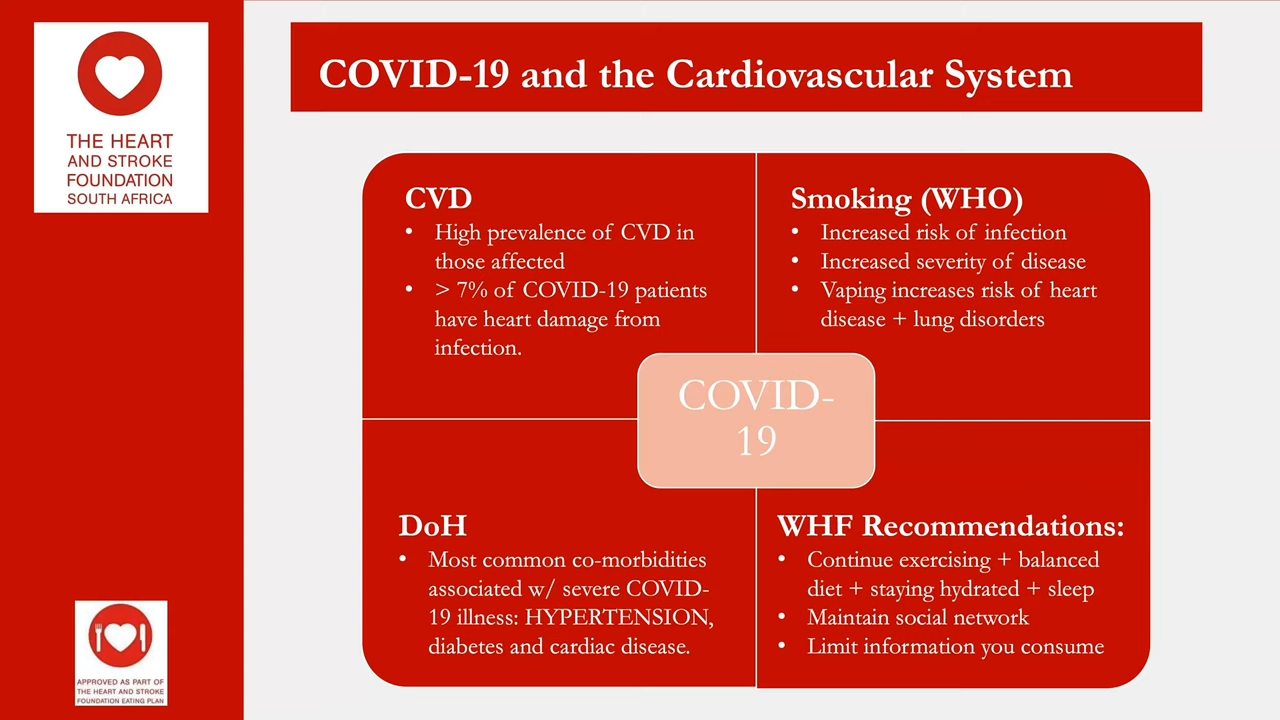 THE HEART
AND STROKE
FOUNDATION
SOUTH AFRICA
COVID-19 and the Cardiovascular System
CVD
• High prevalence of CVD in
those affected
• > 7% of COVID-19 patients
have heart damage from
infection.
Smoking (WHO)
• Increased risk of infection
• Increased severity of disease
• Vaping increases risk of heart
disease + lung disorders
COVID-
19
DoH
• Most common co-morbidities
associated w/ severe COVID-
19 illness: HYPERTENSION,
diabetes and cardiac disease.
WHF Recommendations:
• Continue exercising + balanced
diet + staying hydrated + sleep
• Maintain social network
• Limit information you consume
APPROVED AS PART OF
THE HEART AND STROKE
FOUNDATION EATING PLAN